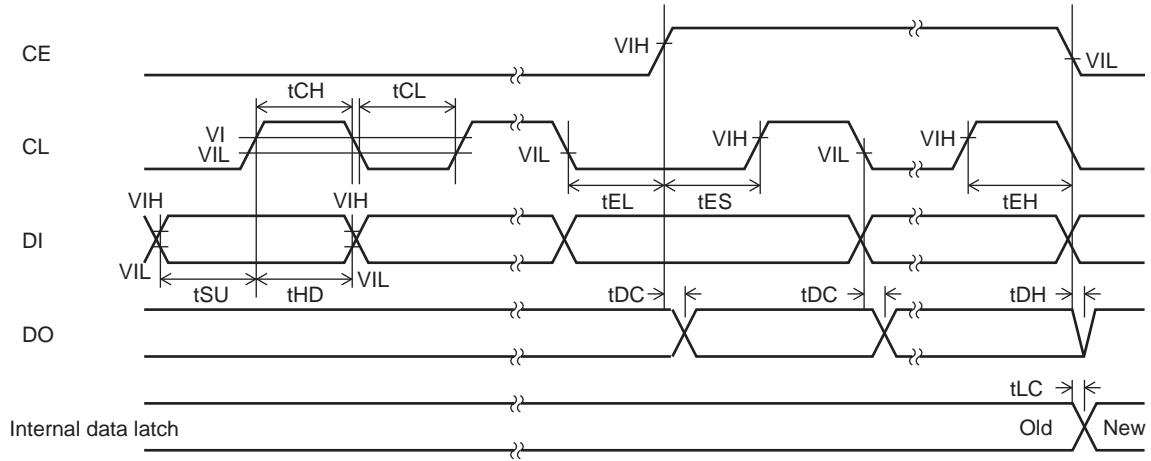 CE
VIH
VIL
tCH
tCL
CL
VI
VIL
VIL
VIH
VIL
VIH
tEL
tES
tEH
VIH
VIH
DI
VIL
VIL
tSU
tHD
tDC
tDC
tDH
DO
tLC
Internal data latch
Old
New